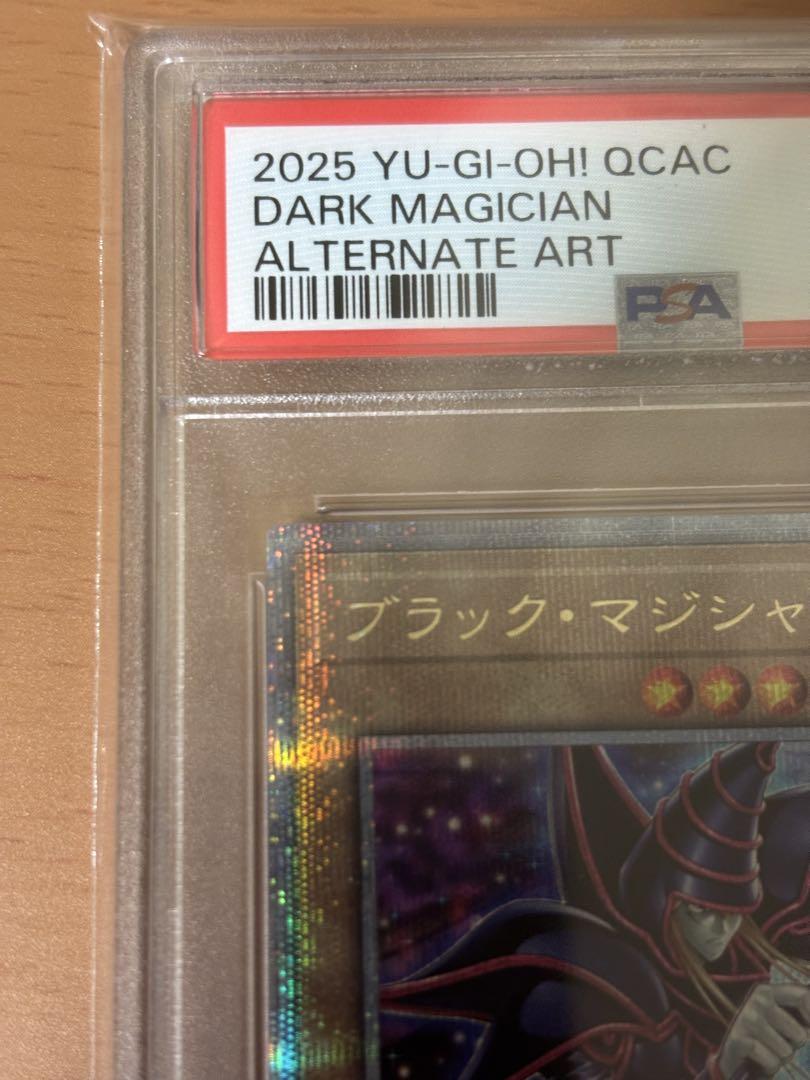 2025 YU-GI-OH! QCAC
DARK MAGICIAN
ALTERNATE ART
PSA
ブラック・マジシャ